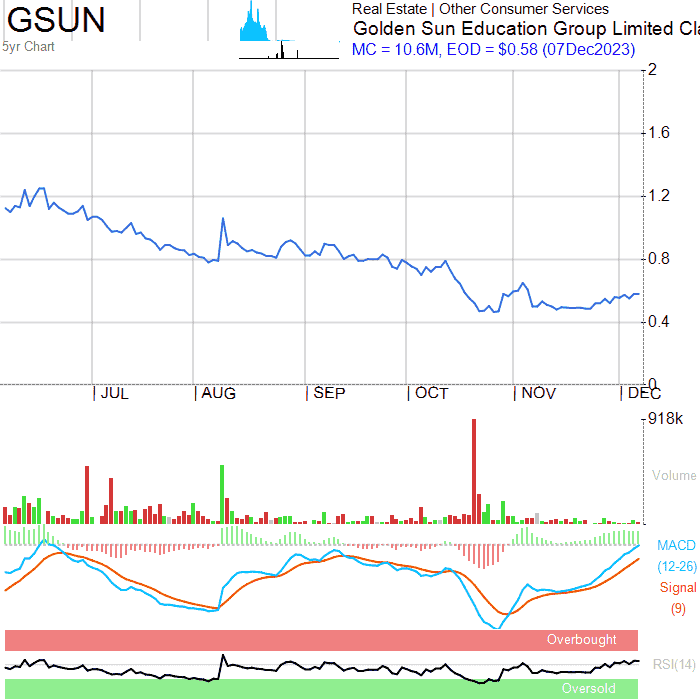 GSUN
5yr Chart
Real Estate | Other Consumer Services
Golden Sun Education Group Limited Cla
MC = 10.6M, EOD = $0.58 (07Dec2023)
2
1.6
1.2
0.8
0.4
0
JUL AUG SEP OCT NOV DEC
918k
Volume
MACD
(12-26)
Signal
(9)
Overbought
RSI(14)
Oversold